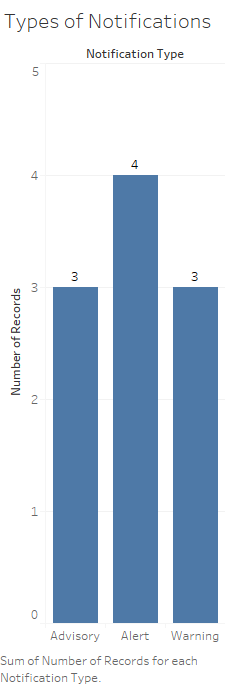 Types of Notifications
Notification Type
5
4
3
2
1
0
Number of Records
3
4
3
Advisory Alert Warning
Sum of Number of Records for each
Notification Type.